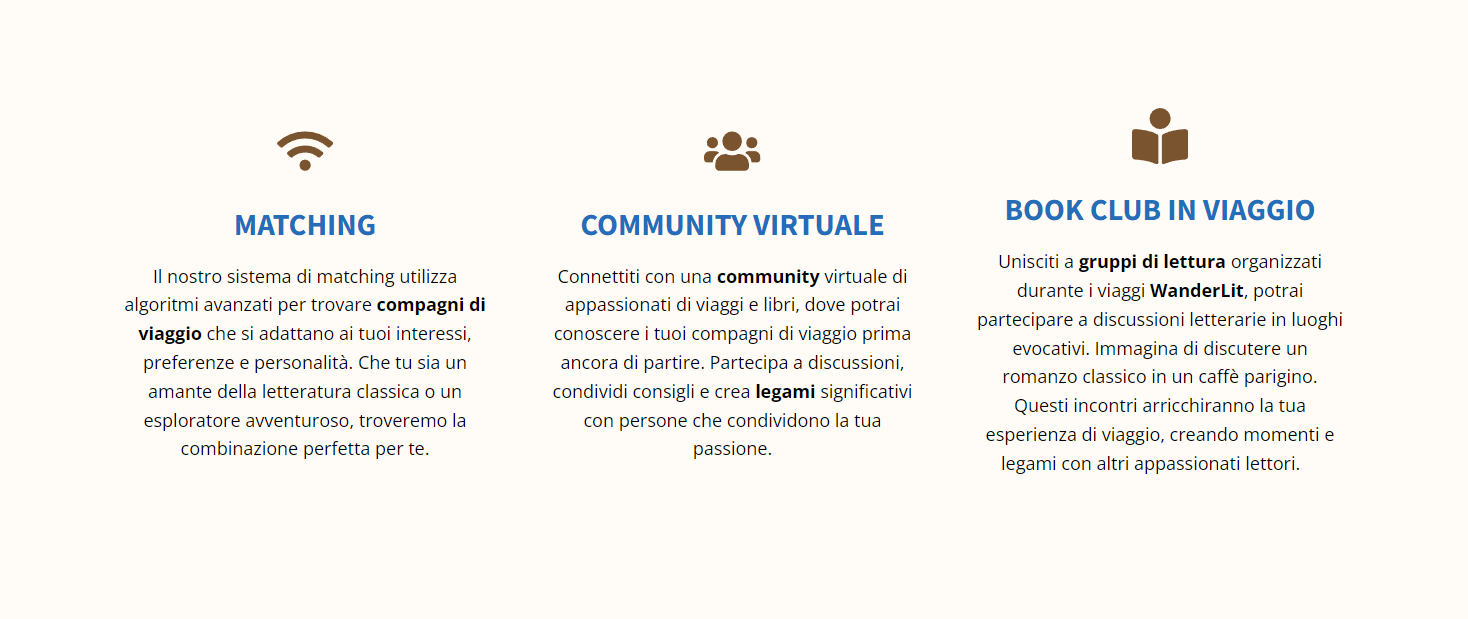 MATCHING
Il nostro sistema di matching utilizza
algoritmi avanzati per trovare compagni di
viaggio che si adattano ai tuoi interessi,
preferenze e personalità. Che tu sia un
amante della letteratura classica o un
esploratore avventuroso, troveremo la
combinazione perfetta per te.
COMMUNITY VIRTUALE
Connettiti con una community virtuale di
appassionati di viaggi e libri, dove potrai
conoscere i tuoi compagni di viaggio prima
ancora di partire. Partecipa a discussioni,
condividi consigli e crea legami significativi
con persone che condividono la tua
passione.
BOOK CLUB IN VIAGGIO
Unisciti a gruppi di lettura organizzati
durante i viaggi WanderLit, potrai
partecipare a discussioni letterarie in luoghi
evocativi. Immagina di discutere un
romanzo classico in un caffè parigino.
Questi incontri arricchiranno la tua
esperienza di viaggio, creando momenti e
legami con altri appassionati lettori.